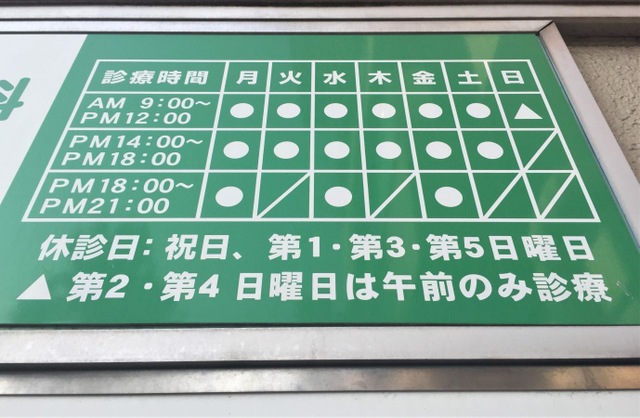 科
診療時間 月 火 水 木 金 土 日
AM 9:00~ PM12:00 ● ● ● ● ● ● ▲
PM14:00~ PM18:00 ● ● ● ● ● ● ／
PM18:00~ PM21:00 ● ／ ● ／ ● ／ ／
休診日:祝日、第1・第3・第5日曜日
▲ 第2・第4 日曜日は午前のみ診療